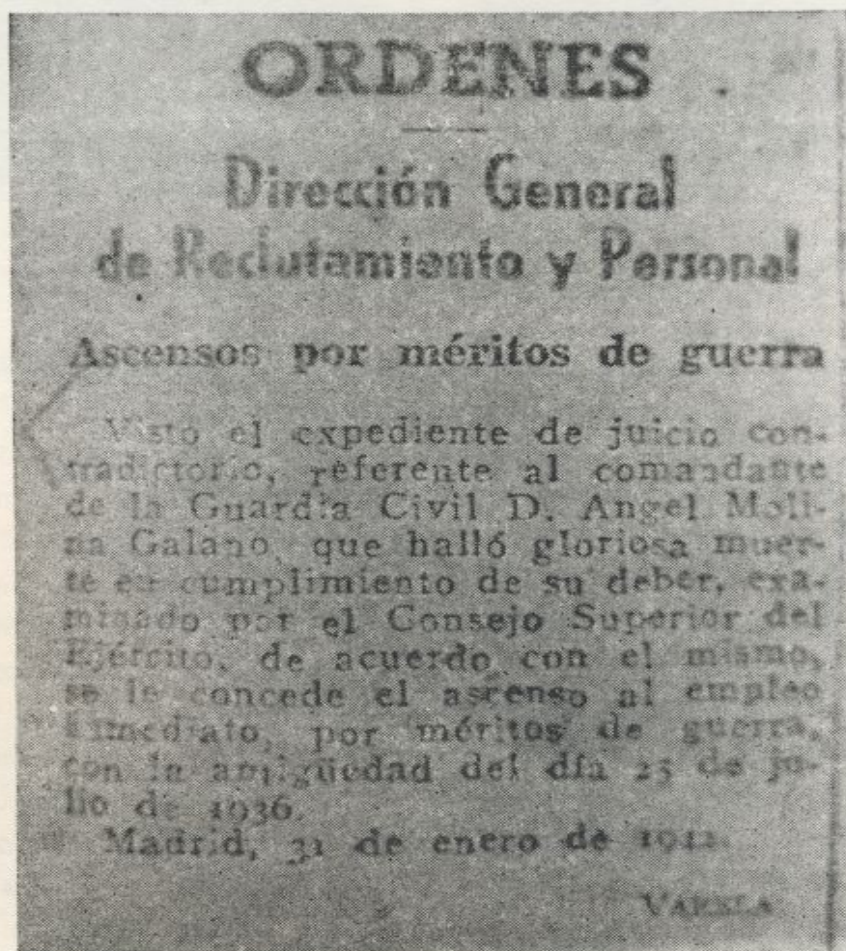 ORDENES
Dirección General
de Reclutamiento y Personal
Ascensos por méritos de guerra
Visto el expediente de juicio con-
tradictorio, referente al comandante
de la Guardia Civil D. Angel Moli-
na Galano, que halló gloriosa muer-
te en cumplimiento de su deber, exa-
minado por el Consejo Superior del
Ejército, de acuerdo con el mismo,
se le concede el ascenso al empleo
inmediato, por méritos de guerra,
con la antigüedad del día 25 de ju-
lio de 1936.
Madrid, 31 de enero de
VARELA